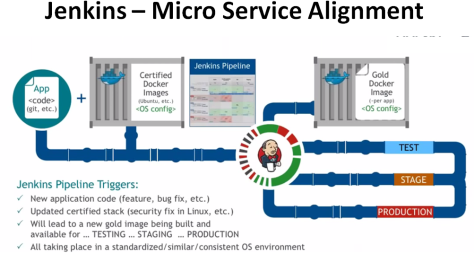 Jenkins – Micro Service Alignment
Jenkins Pipeline
App
<code>
(git, etc.)
+
Certified
Docker
Images
(Ubuntu, etc.)
<OS config>
Gold
Docker
Image
(~per app)
<OS config>
TEST
STAGE
PRODUCTION
Jenkins Pipeline Triggers:
✓ New application code (feature, bug fix, etc.)
✓ Updated certified stack (security fix in Linux, etc.)
✓ Will lead to a new gold image being built and
available for ... TESTING ... STAGING ... PRODUCTION
✓ All taking place in a standardized/similar/consistent OS environment